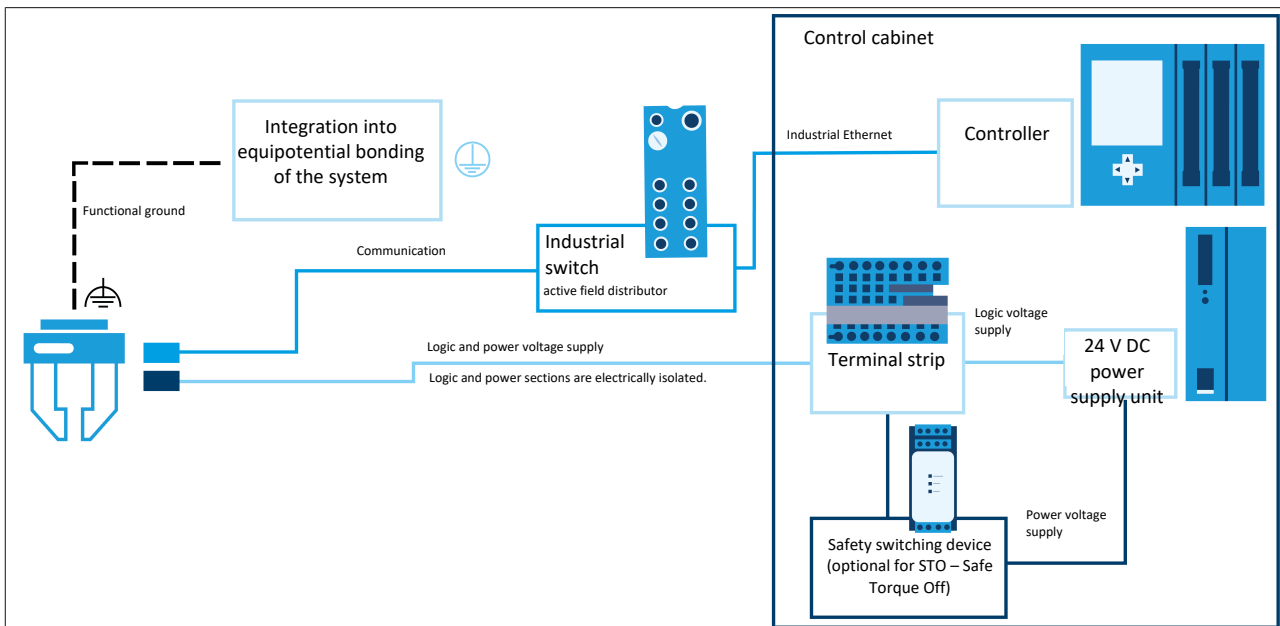 Control cabinet
Integration into
equipotential bonding
of the system
Industrial Ethernet
Controller
Functional ground
Communication
Industrial
switch
active field distributor
Logic voltage
supply
Logic and power voltage supply
Logic and power sections are electrically isolated.
Terminal strip
24 V DC
power
supply unit
Power voltage
supply
Safety switching device
(optional for STO – Safe
Torque Off)